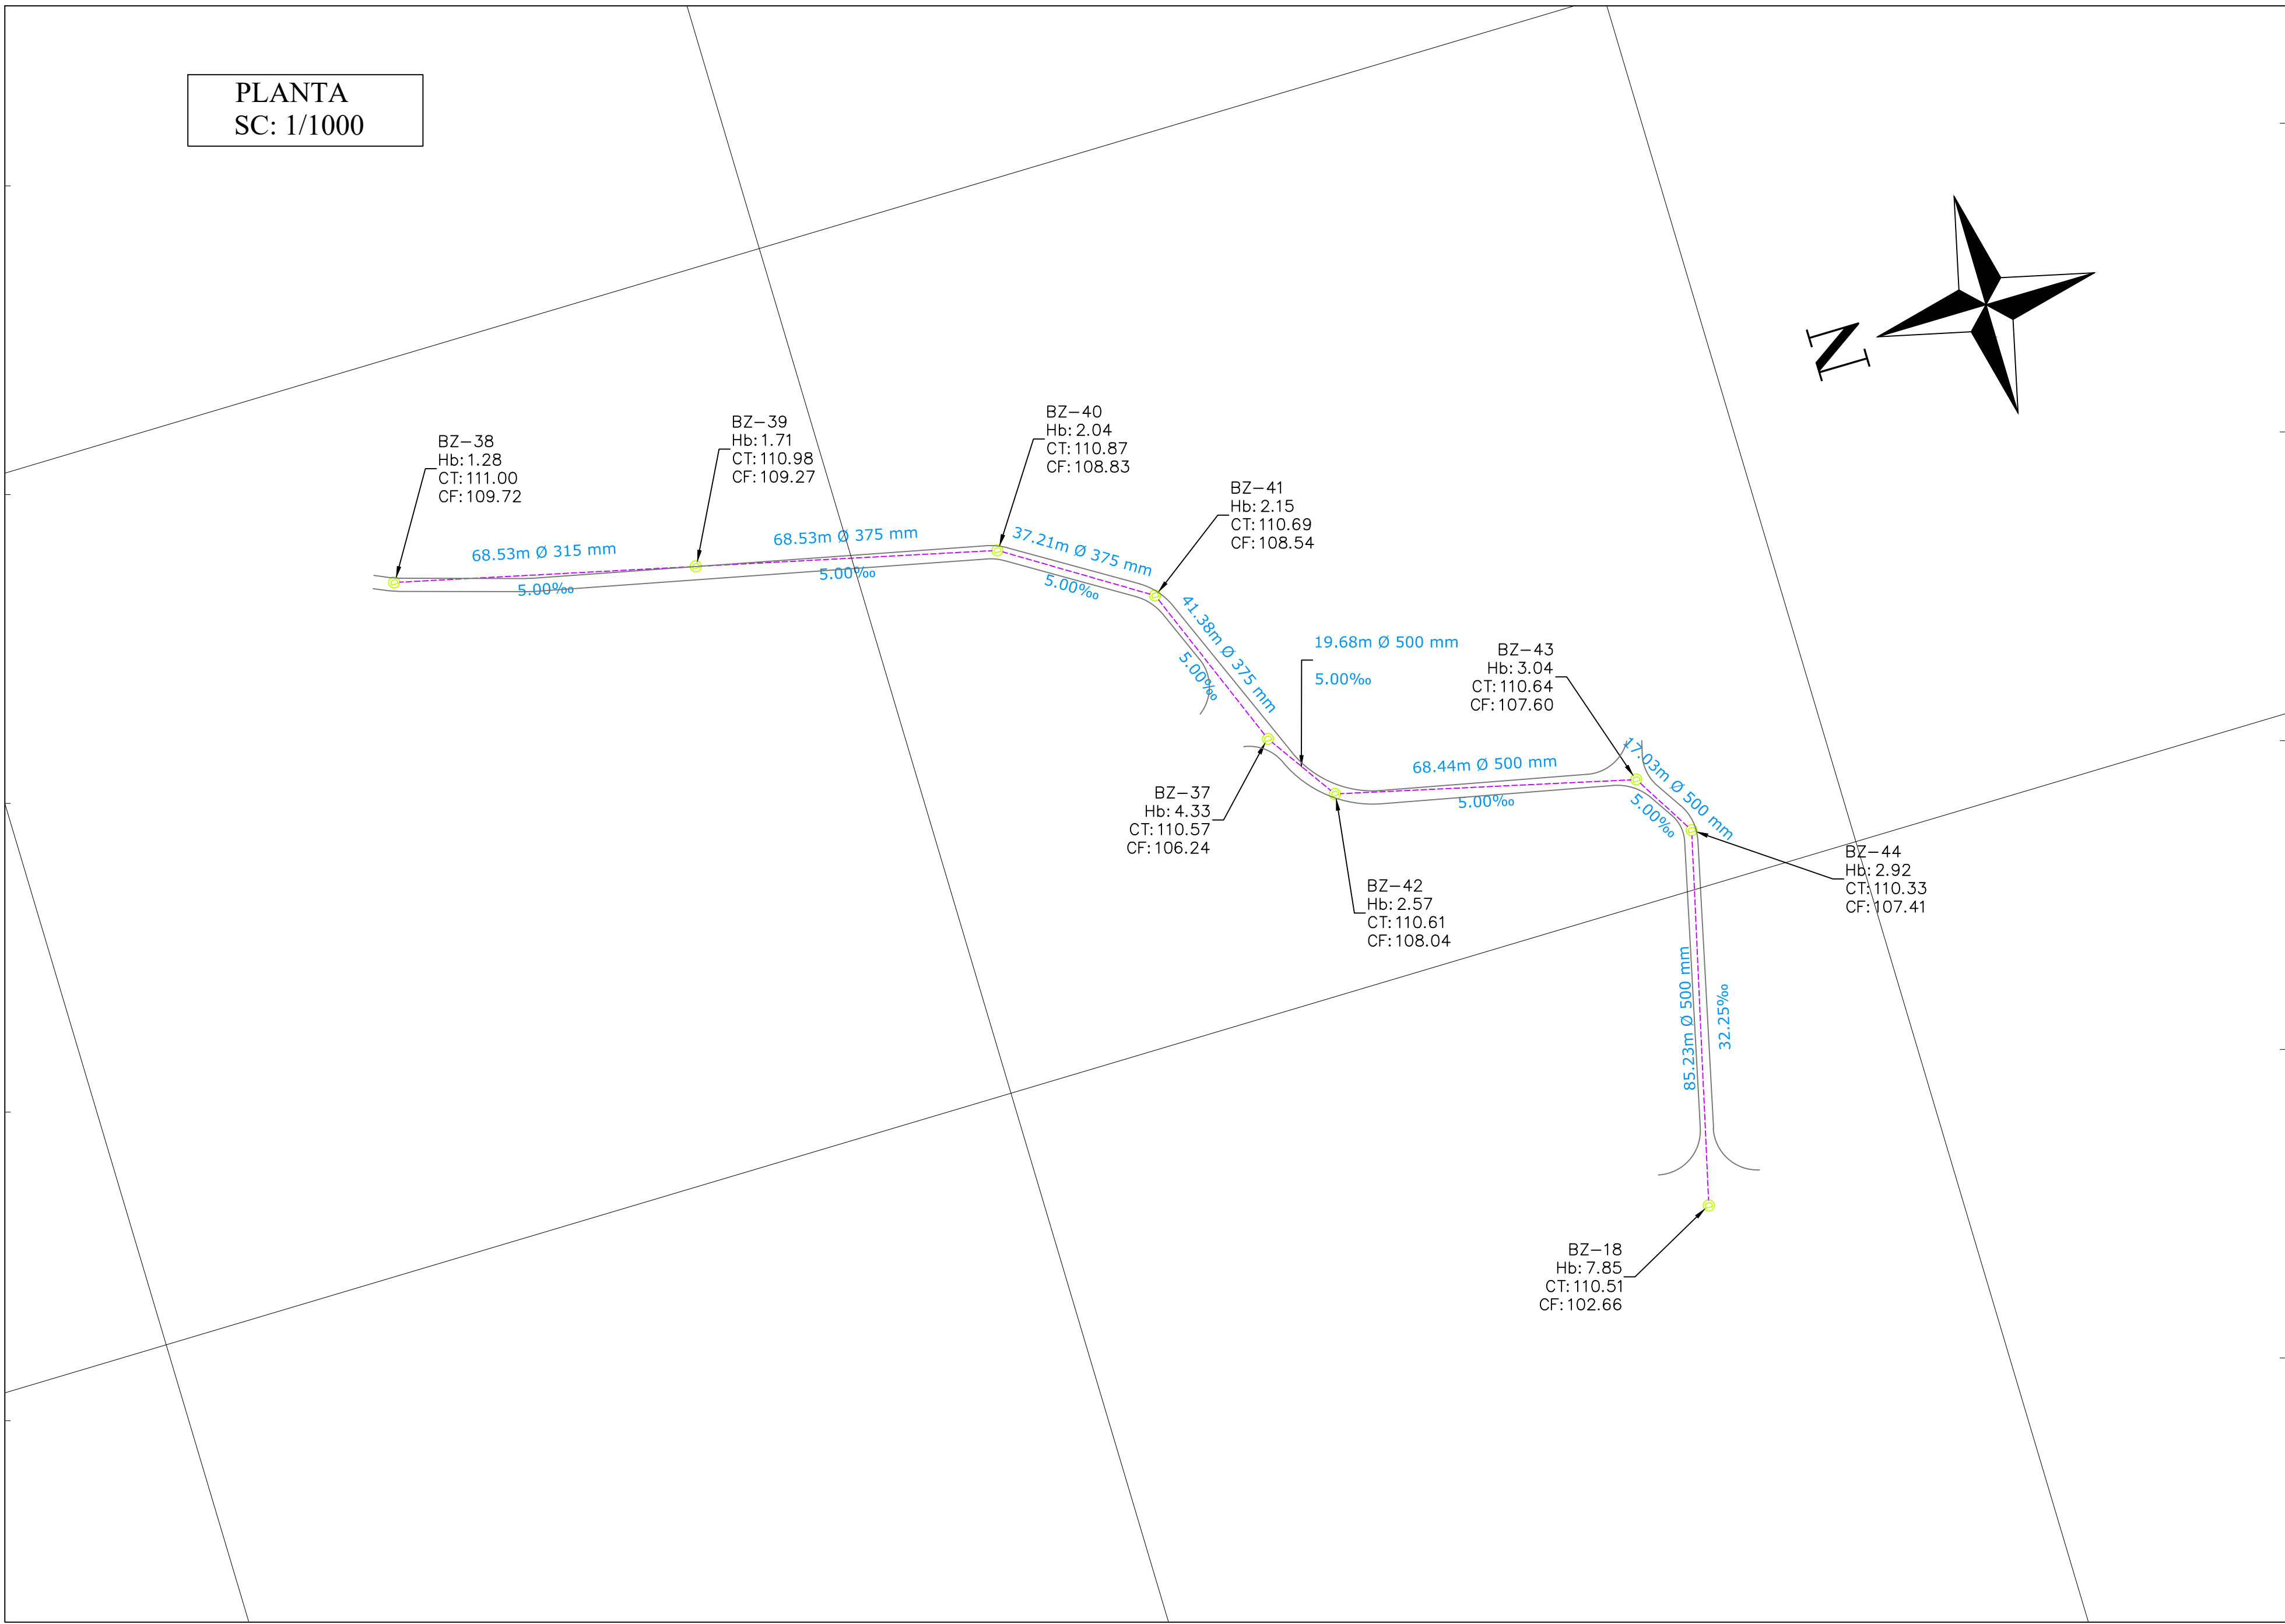 PLANTA
SC: 1/1000
N
BZ-38
Hb: 1.28
CT: 111.00
CF: 109.72
BZ-39
Hb: 1.71
CT: 110.98
CF: 109.27
BZ-40
Hb: 2.04
CT: 110.87
CF: 108.83
BZ-41
Hb: 2.15
CT: 110.69
CF: 108.54
68.53m Ø 315 mm
5.00‰
68.53m Ø 375 mm
5.00‰
37.21m Ø 375 mm
5.00‰
41.38m Ø 375 mm
5.00‰
19.68m Ø 500 mm
5.00‰
BZ-43
Hb: 3.04
CT: 110.64
CF: 107.60
BZ-37
Hb: 4.33
CT: 110.57
CF: 106.24
68.44m Ø 500 mm
5.00‰
17.03m Ø 500 mm
5.00‰
BZ-42
Hb: 2.57
CT: 110.61
CF: 108.04
BZ-44
Hb: 2.92
CT: 110.33
CF: 107.41
85.23m Ø 500 mm
32.25‰
BZ-18
Hb: 7.85
CT: 110.51
CF: 102.66